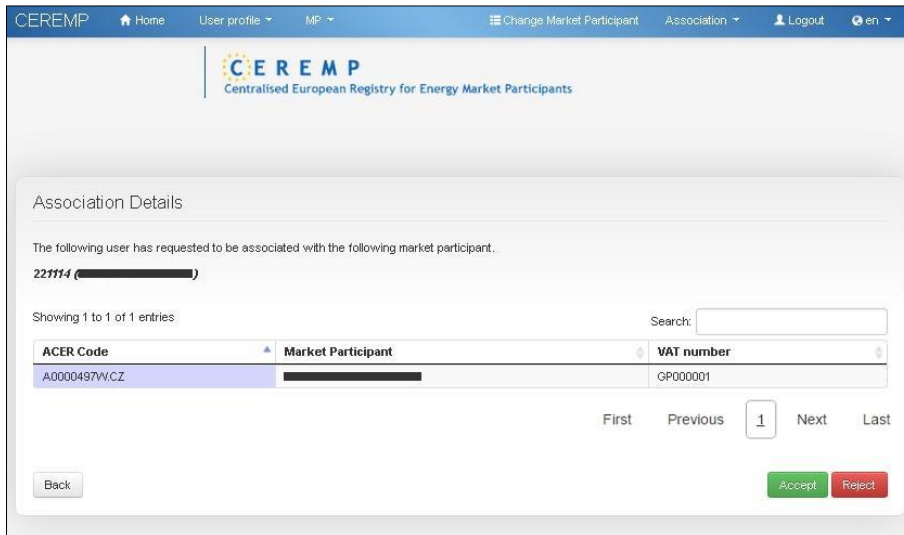 CEREMP Home User profile MP Change Market Participant Association Logout en
CEREMP
Centralised European Registry for Energy Market Participants
Association Details
The following user has requested to be associated with the following market participant.
221114 ( )
Showing 1 to 1 of 1 entries
Search:
ACER Code Market Participant VAT number
A0000497W.CZ GP000001
First Previous 1 Next Last
Back Accept Reject